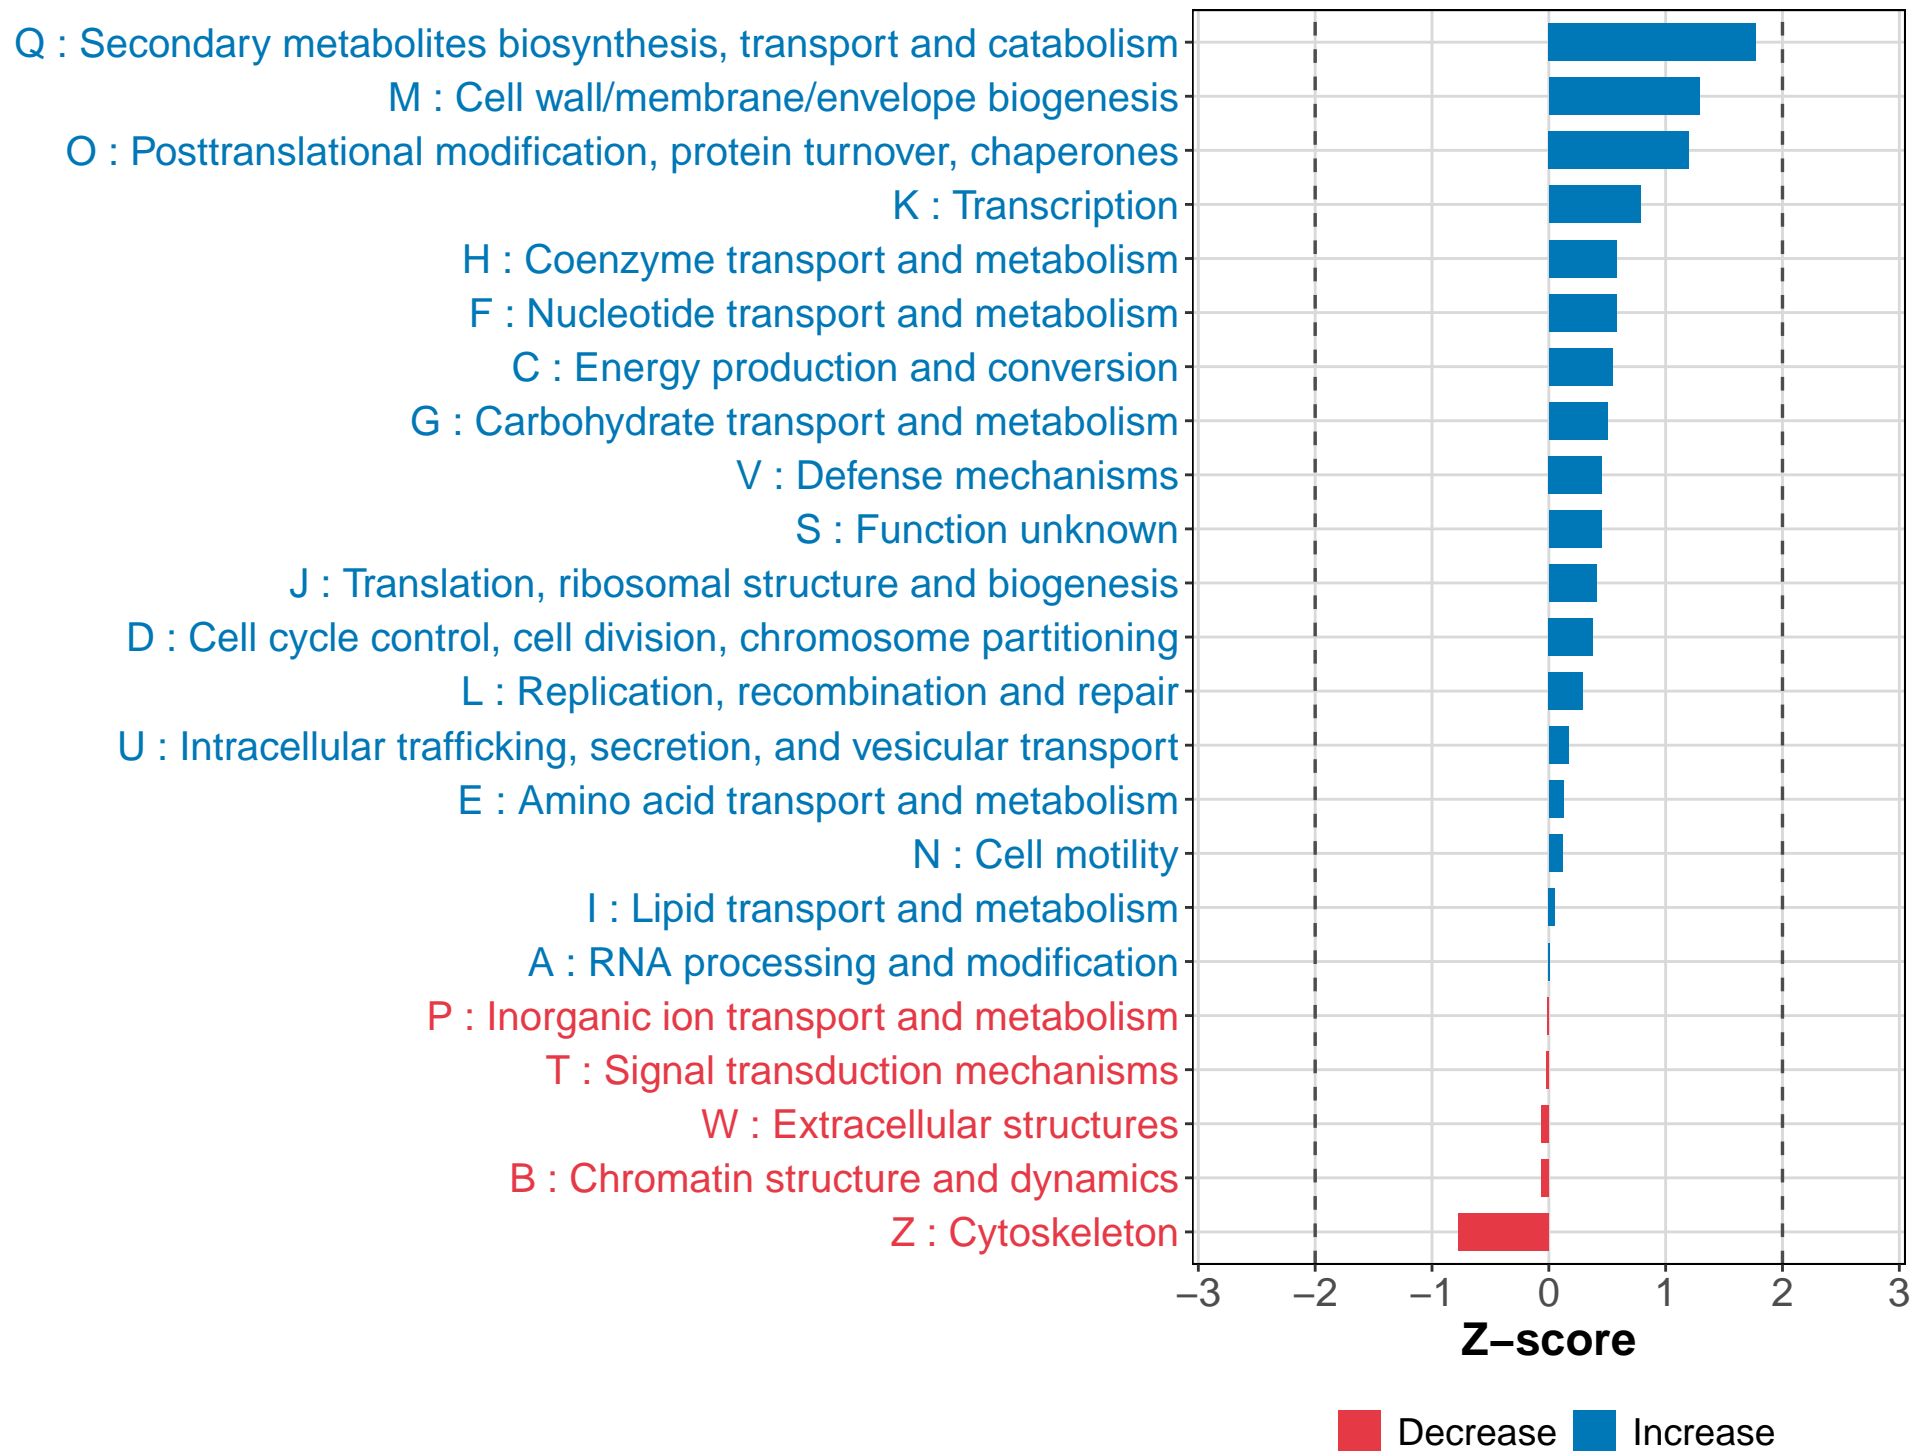 Q : Secondary metabolites biosynthesis, transport and catabolism
M : Cell wall/membrane/envelope biogenesis
O : Posttranslational modification, protein turnover, chaperones
K : Transcription
H : Coenzyme transport and metabolism
F : Nucleotide transport and metabolism
C : Energy production and conversion
G : Carbohydrate transport and metabolism
V : Defense mechanisms
S : Function unknown
J : Translation, ribosomal structure and biogenesis
D : Cell cycle control, cell division, chromosome partitioning
L : Replication, recombination and repair
U : Intracellular trafficking, secretion, and vesicular transport
E : Amino acid transport and metabolism
N : Cell motility
I : Lipid transport and metabolism
A : RNA processing and modification
P : Inorganic ion transport and metabolism
T : Signal transduction mechanisms
W : Extracellular structures
B : Chromatin structure and dynamics
Z : Cytoskeleton
−3 −2 −1 0 1 2 3
Z−score
Decrease Increase